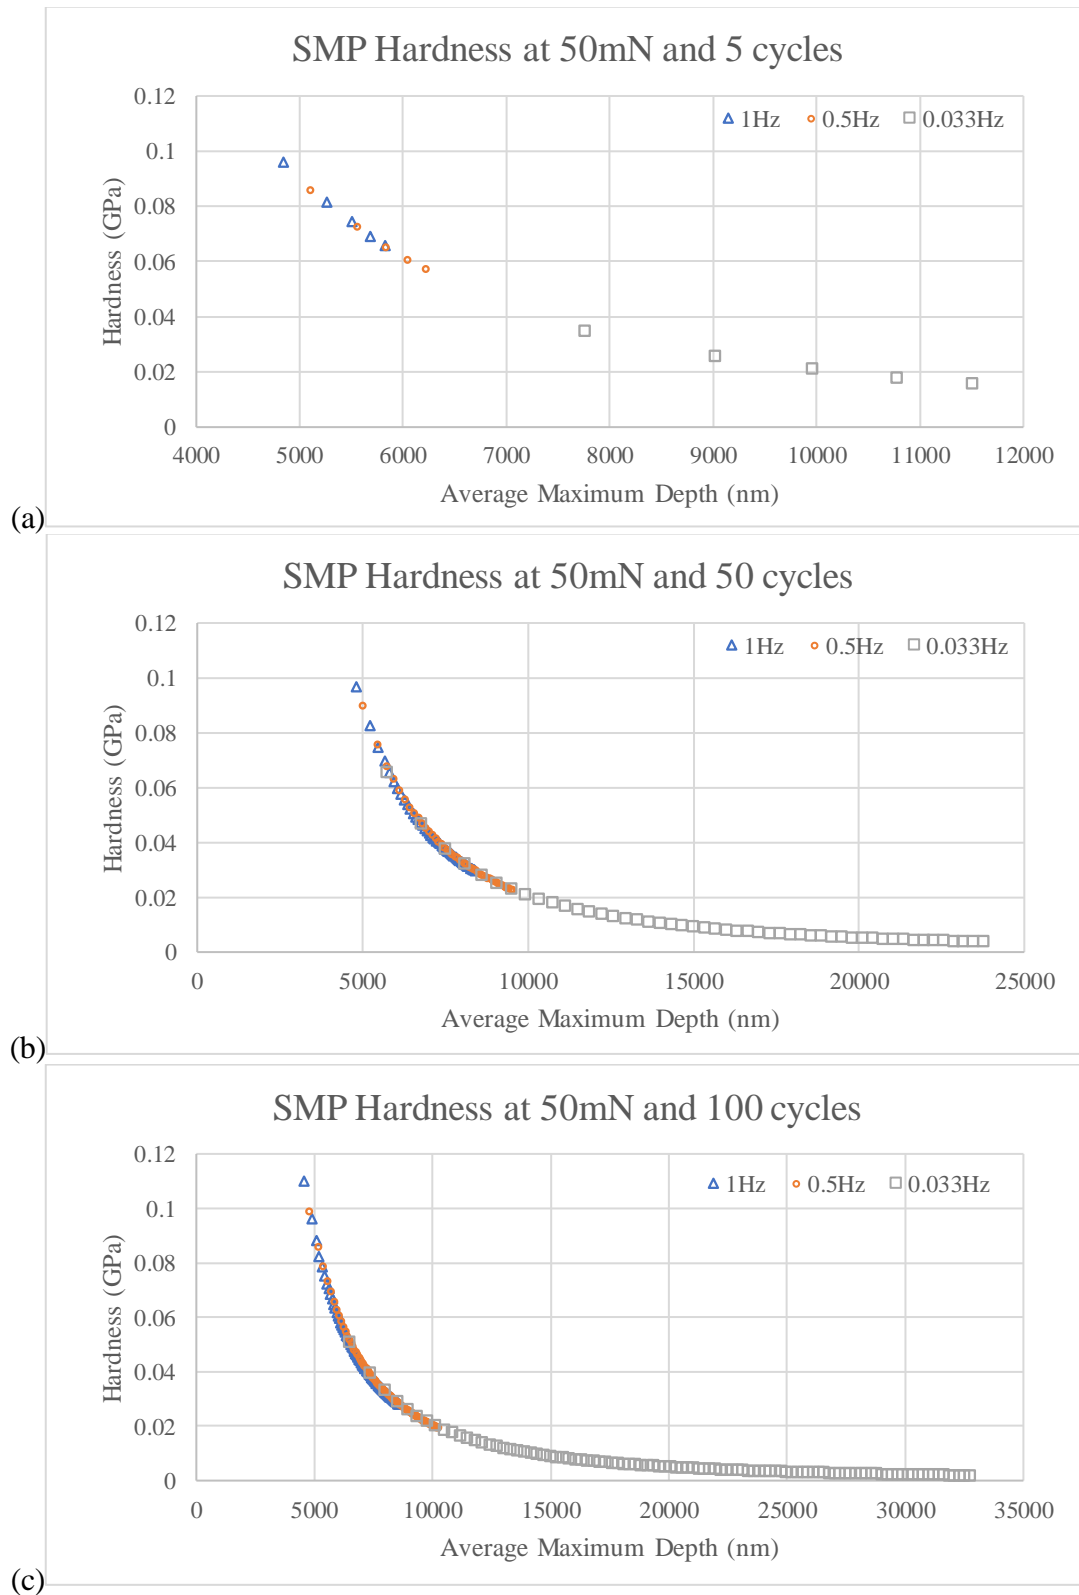 SMP Hardness at 50mN and 5 cycles
0.12
1Hz 0.5Hz 0.033Hz
0.1
0.08
0.06
0.04
0.02
0
Hardness (GPa)
4000 5000 6000 7000 8000 9000 10000 11000 12000
Average Maximum Depth (nm)
(a)
SMP Hardness at 50mN and 50 cycles
0.12
1Hz 0.5Hz 0.033Hz
0.1
0.08
0.06
0.04
0.02
0
Hardness (GPa)
0 5000 10000 15000 20000 25000
Average Maximum Depth (nm)
(b)
SMP Hardness at 50mN and 100 cycles
0.12
1Hz 0.5Hz 0.033Hz
0.1
0.08
0.06
0.04
0.02
0
Hardness (GPa)
0 5000 10000 15000 20000 25000 30000 35000
Average Maximum Depth (nm)
(c)